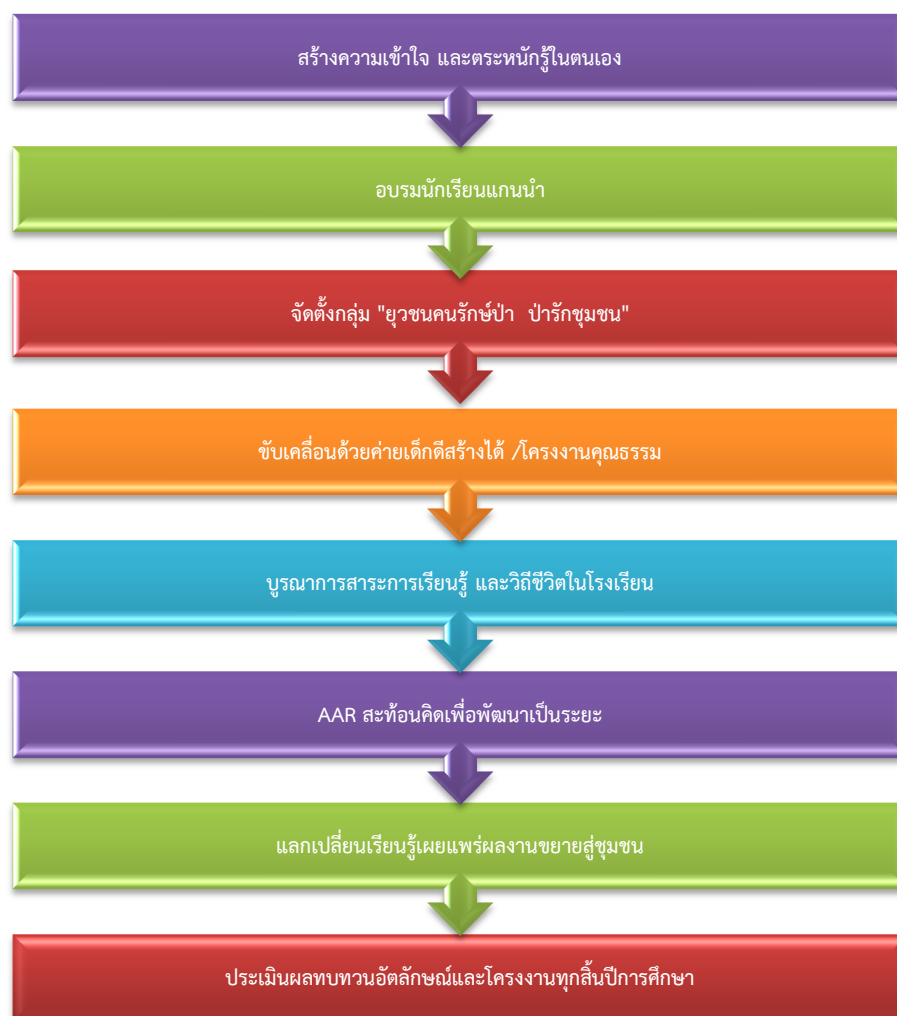 สร้างความเข้าใจ และตระหนักรู้ในตนเอง
อบรมนักเรียนแกนนำ
จัดตั้งกลุ่ม "ยุวชนคนรักษ์ป่า ป่ารักชุมชน"
ขับเคลื่อนด้วยค่ายเด็กดีสร้างได้ /โครงงานคุณธรรม
บูรณาการสาระการเรียนรู้ และวิถีชีวิตในโรงเรียน
AAR สะท้อนคิดเพื่อพัฒนาเป็นระยะ
แลกเปลี่ยนเรียนรู้เผยแพร่ผลงานขยายสู่ชุมชน
ประเมินผลทบทวนอัตลักษณ์และโครงงานทุกสิ้นปีการศึกษา